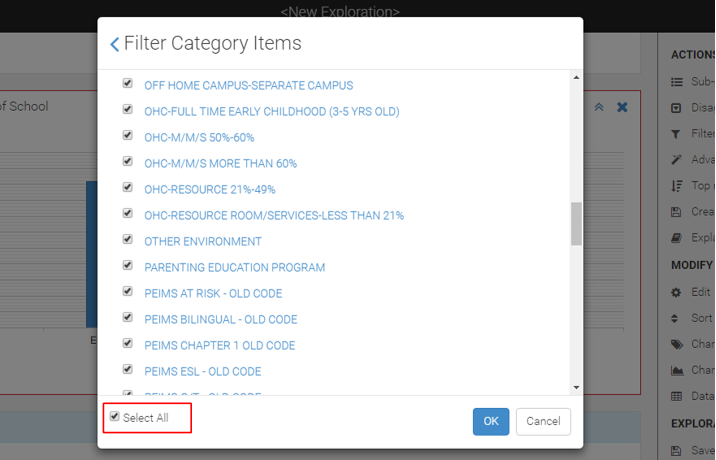 <New Exploration>
Filter Category Items
of School
OFF HOME CAMPUS-SEPARATE CAMPUS
OHC-FULL TIME EARLY CHILDHOOD (3-5 YRS OLD)
OHC-M/M/S 50%-60%
OHC-M/M/S MORE THAN 60%
OHC-RESOURCE 21%-49%
OHC-RESOURCE ROOM/SERVICES-LESS THAN 21%
OTHER ENVIRONMENT
PARENTING EDUCATION PROGRAM
PEIMS AT RISK - OLD CODE
PEIMS BILINGUAL - OLD CODE
PEIMS CHAPTER 1 OLD CODE
PEIMS ESL - OLD CODE
Select All
OK
Cancel
E
ACTIONS
Sub-
Disa
Filter
Adva
Top
Crea
Expl
MODIFY
Edit
Sort
Char
Char
Data
EXPLORA
Save